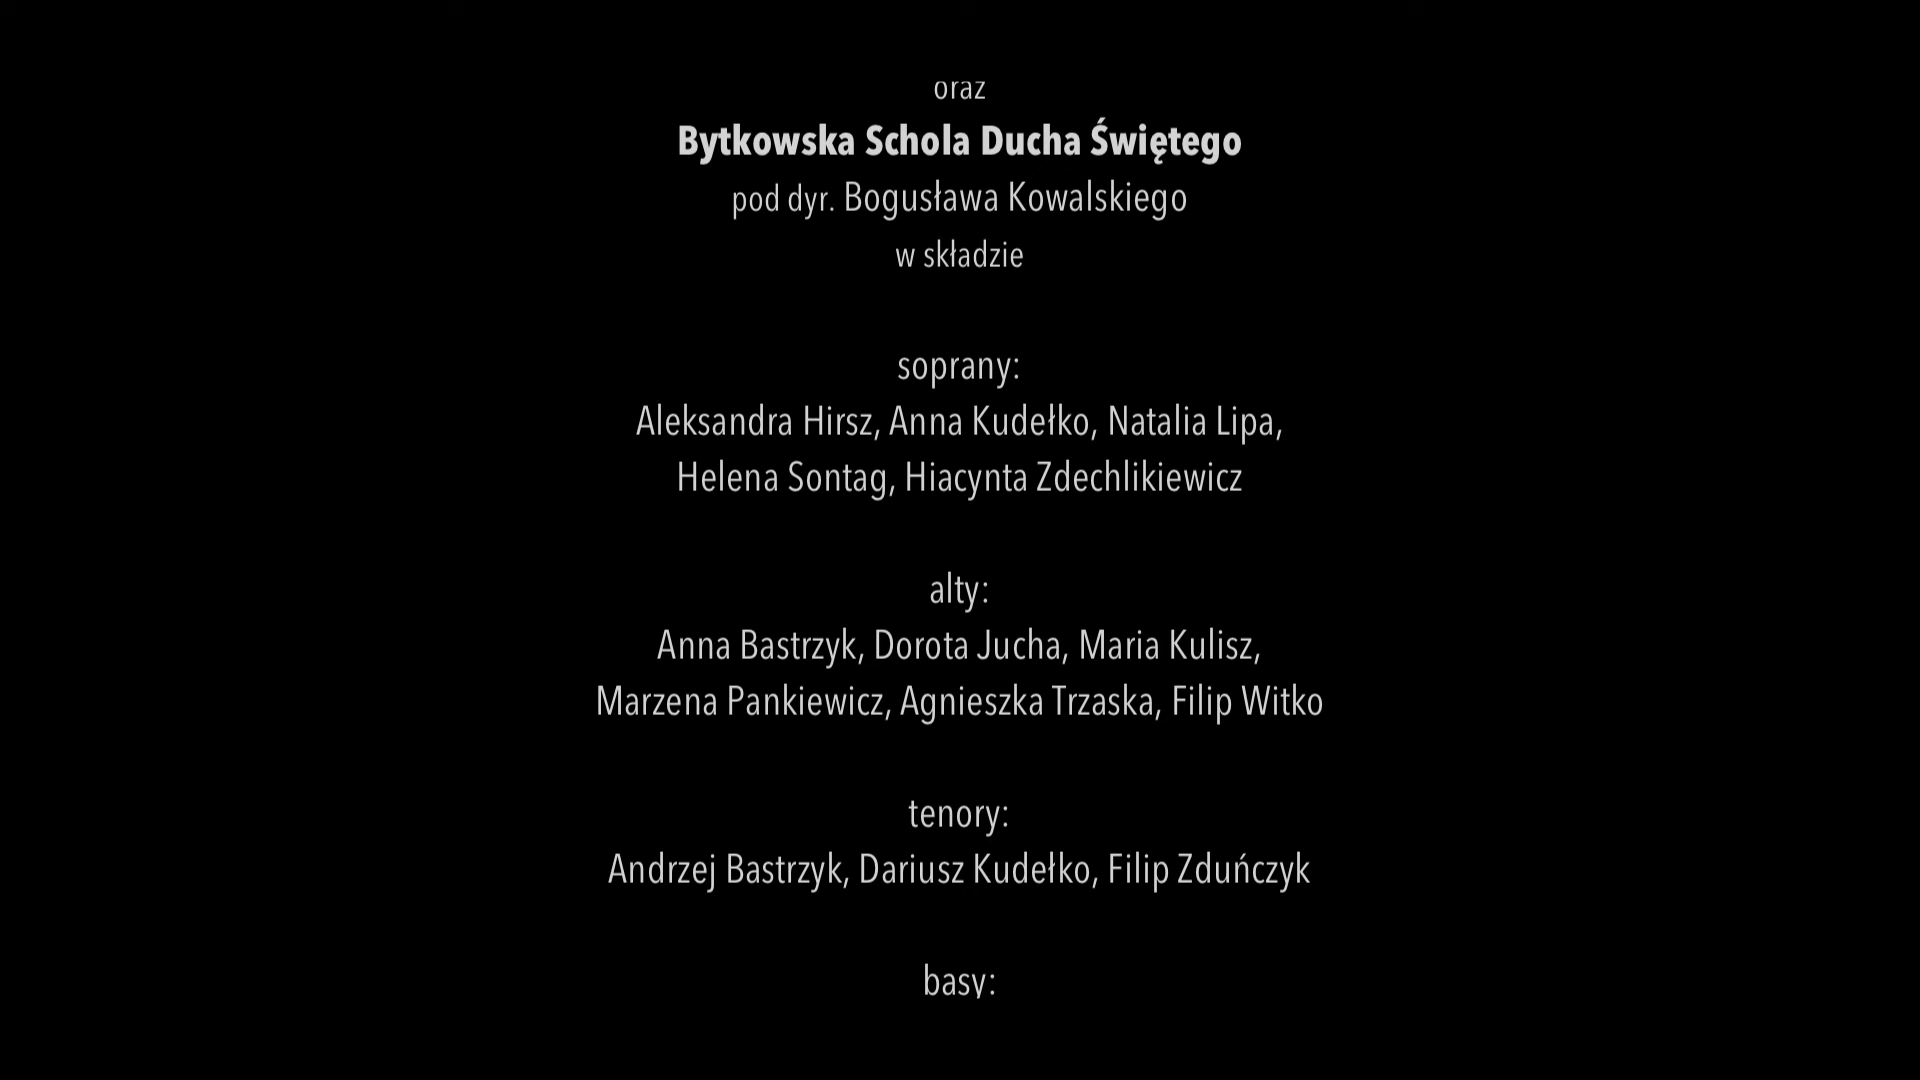 oraz
Bytkowska Schola Ducha Świętego
pod dyr. Bogusława Kowalskiego
w składzie
soprany:
Aleksandra Hirsz, Anna Kudełko, Natalia Lipa,
Helena Sontag, Hiacynta Zdechlikiewicz
alty:
Anna Bastrzyk, Dorota Jucha, Maria Kulisz,
Marzena Pankiewicz, Agnieszka Trzaska, Filip Witko
tenory:
Andrzej Bastrzyk, Dariusz Kudełko, Filip Zduńczyk
basy: